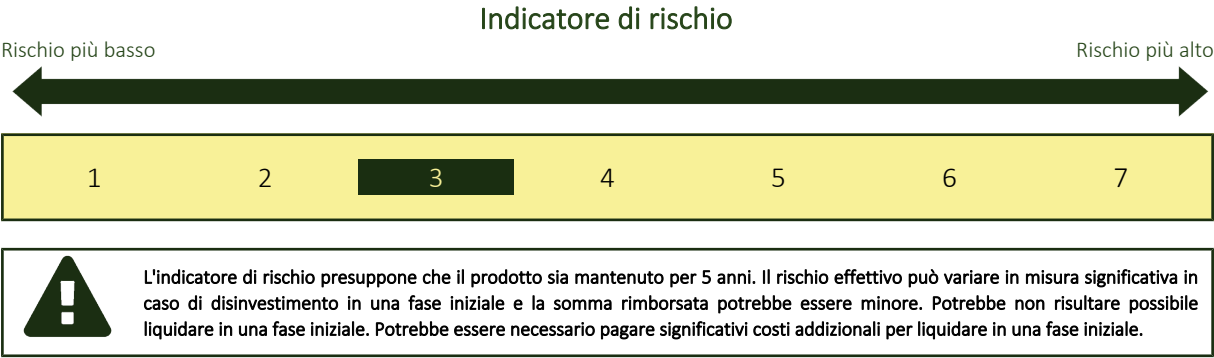 Indicatore di rischio
Rischio più basso
Rischio più alto
1 2 3 4 5 6 7
L'indicatore di rischio presuppone che il prodotto sia mantenuto per 5 anni. Il rischio effettivo può variare in misura significativa in
caso di disinvestimento in una fase iniziale e la somma rimborsata potrebbe essere minore. Potrebbe non risultare possibile
liquidare in una fase iniziale. Potrebbe essere necessario pagare significativi costi addizionali per liquidare in una fase iniziale.